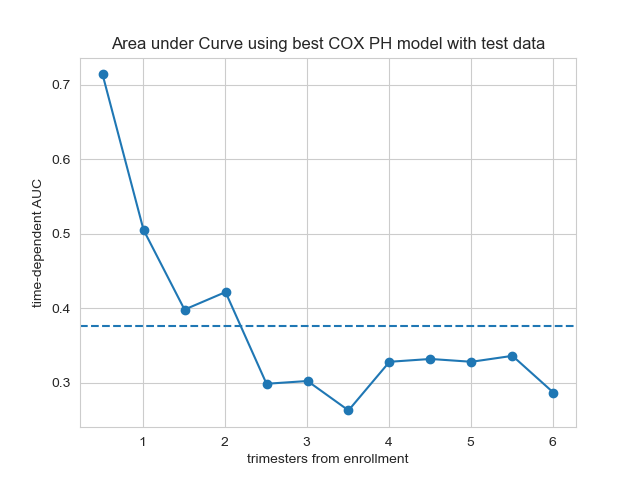 Area under Curve using best COX PH model with test data
0.7
0.6
0.5
0.4
0.3
time-dependent AUC
1 2 3 4 5 6
trimesters from enrollment